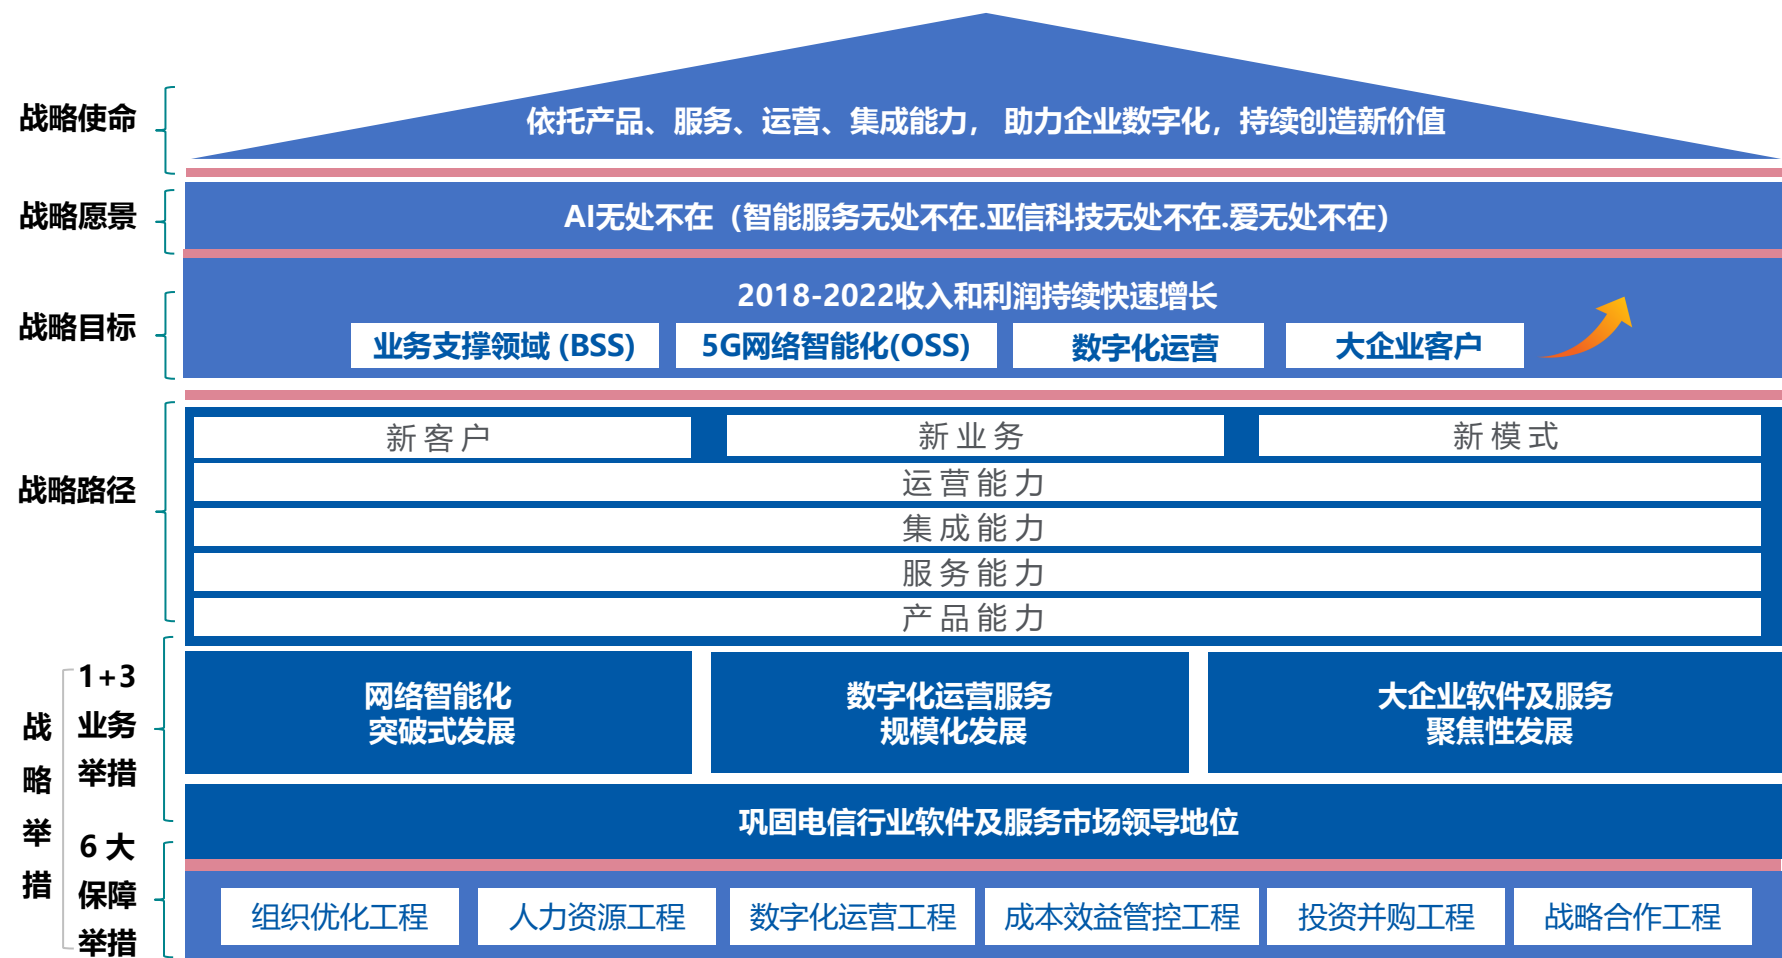 战略使命
依托产品、服务、运营、集成能力， 助力企业数字化，持续创造新价值
战略愿景
AI无处不在（智能服务无处不在.亚信科技无处不在.爱无处不在）
战略目标
2018-2022收入和利润持续快速增长
业务支撑领域 (BSS)
5G网络智能化(OSS)
数字化运营
大企业客户
战略路径
新客户
新业务
新模式
运营能力
集成能力
服务能力
产品能力
战略举措
1+3
业务
举措
网络智能化
突破式发展
数字化运营服务
规模化发展
大企业软件及服务
聚焦性发展
巩固电信行业软件及服务市场领导地位
6 大
保障
举措
组织优化工程
人力资源工程
数字化运营工程
成本效益管控工程
投资并购工程
战略合作工程